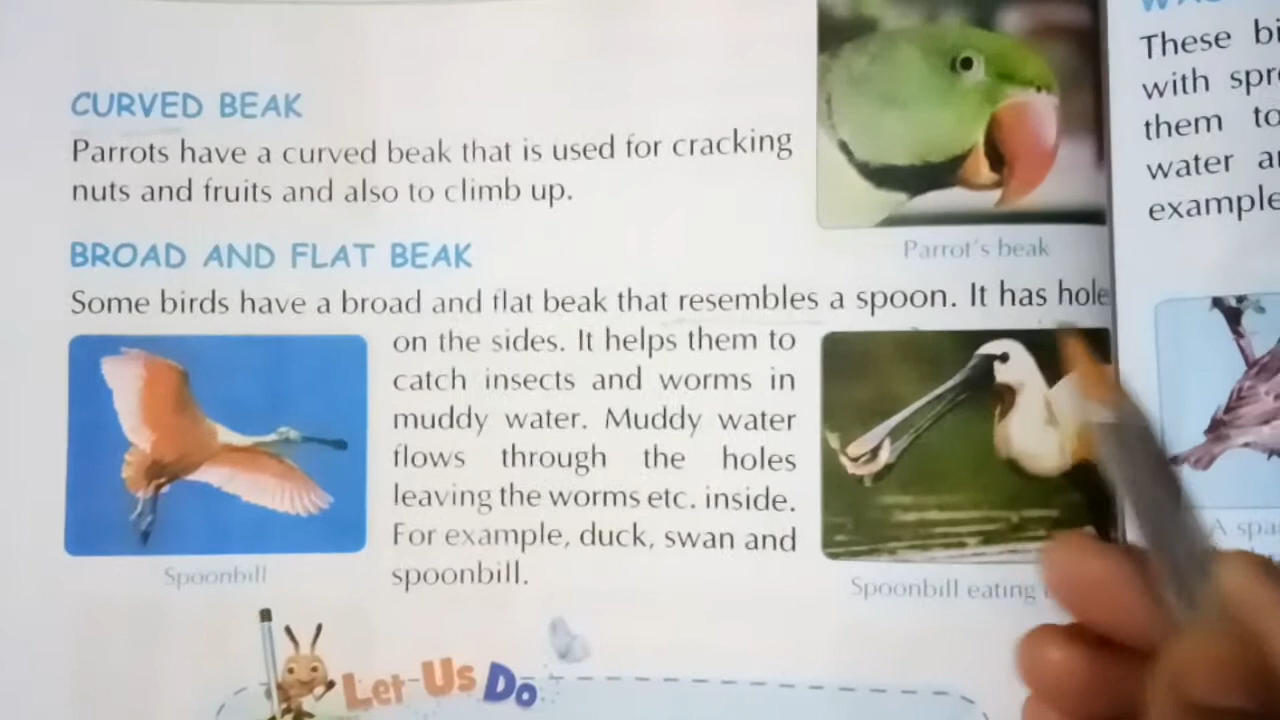 CURVED BEAK
Parrots have a curved beak that is used for cracking
nuts and fruits and also to climb up.
Parrot's beak
BROAD AND FLAT BEAK
Some birds have a broad and flat beak that resembles a spoon. It has
on the sides. It helps them to
catch insects and worms in
muddy water. Muddy water
flows through the holes
leaving the worms etc. inside.
For example, duck, swan and
spoonbill.
Spoonbill
Spoonbill eating
Let Us Do
These
with
them to
water
example
A